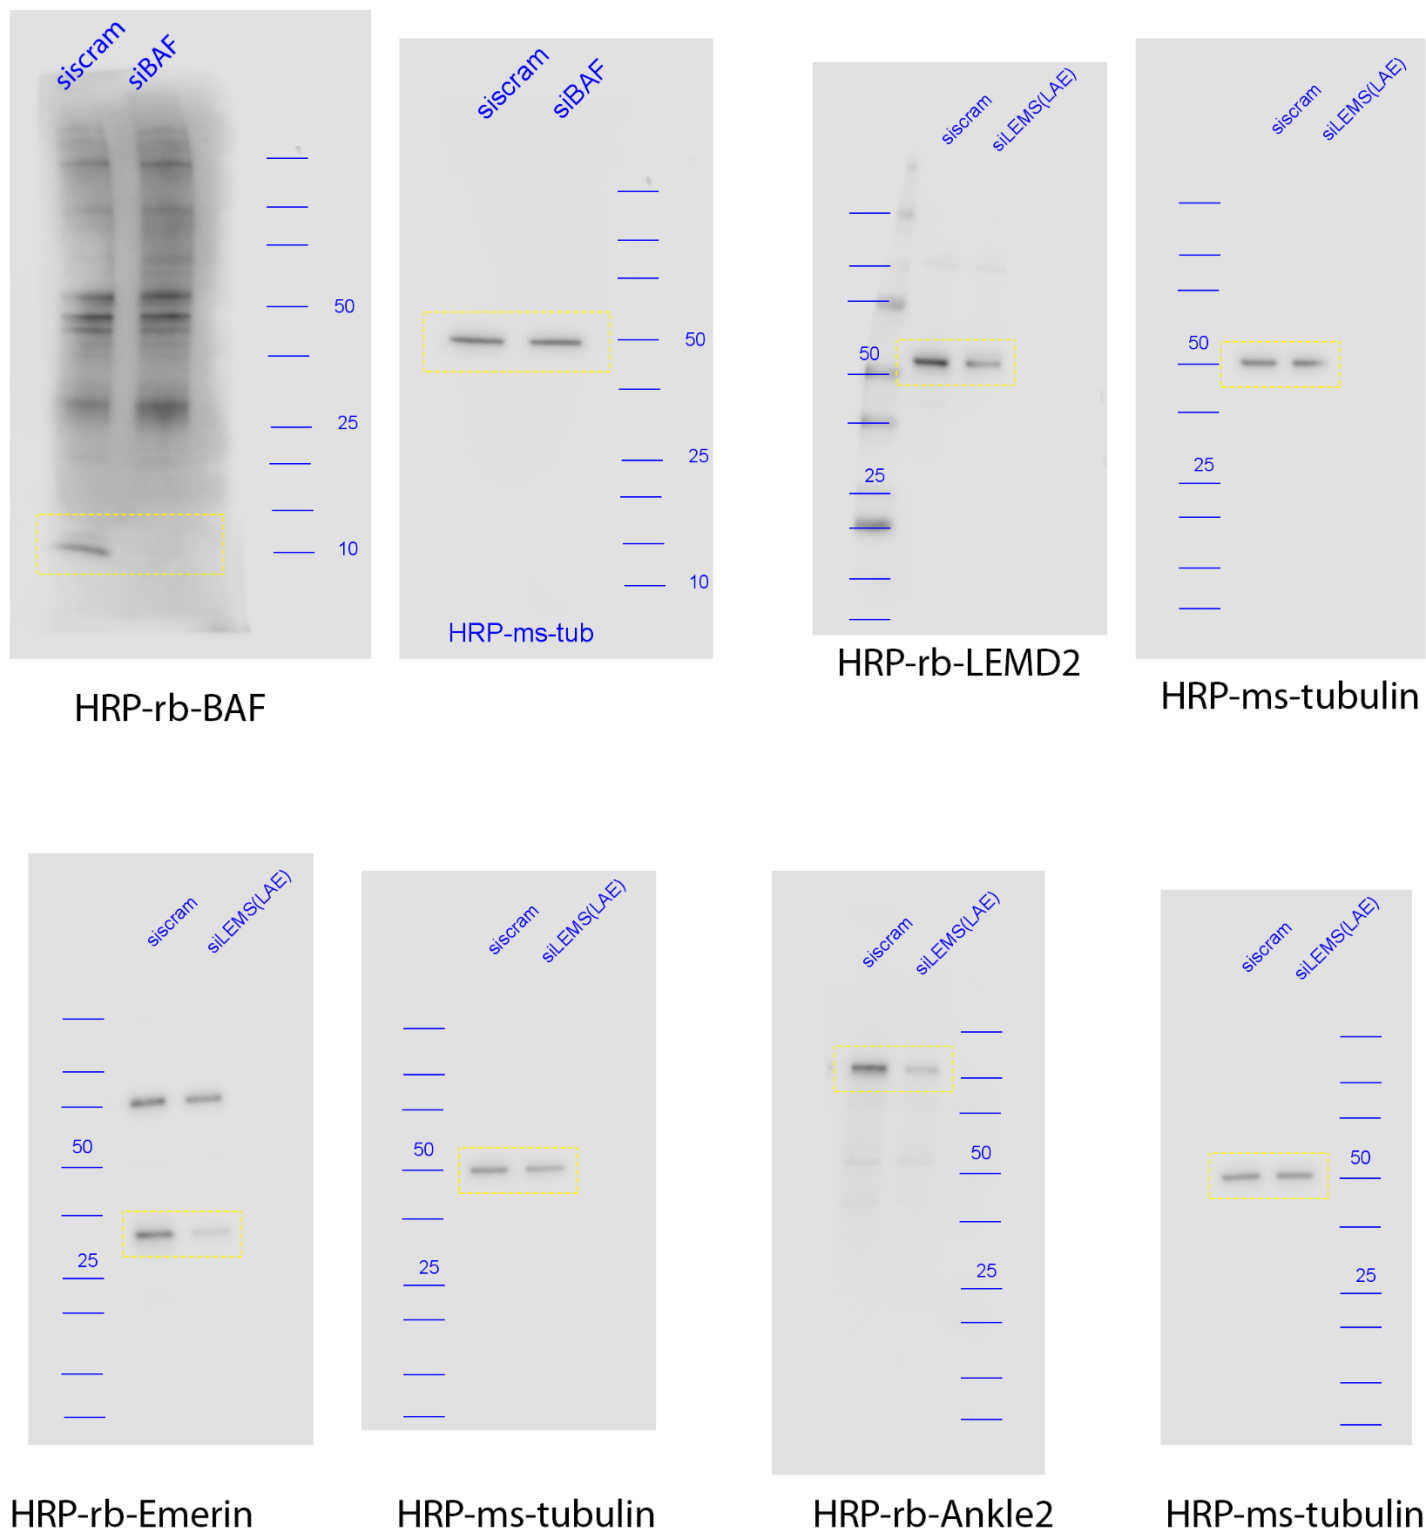 siscram siBAF
50
25
10
HRP-rb-BAF
siscram siBAF
50
25
10
HRP-ms-tub
siscram siLEMS(LAE)
50
25
HRP-rb-LEMD2
siscram siLEMS(LAE)
50
25
HRP-ms-tubulin
siscram siLEMS(LAE)
50
25
HRP-rb-Emerin
siscram siLEMS(LAE)
50
25
HRP-ms-tubulin
siscram siLEMS(LAE)
50
25
HRP-rb-Ankle2
siscram siLEMS(LAE)
50
25
HRP-ms-tubulin